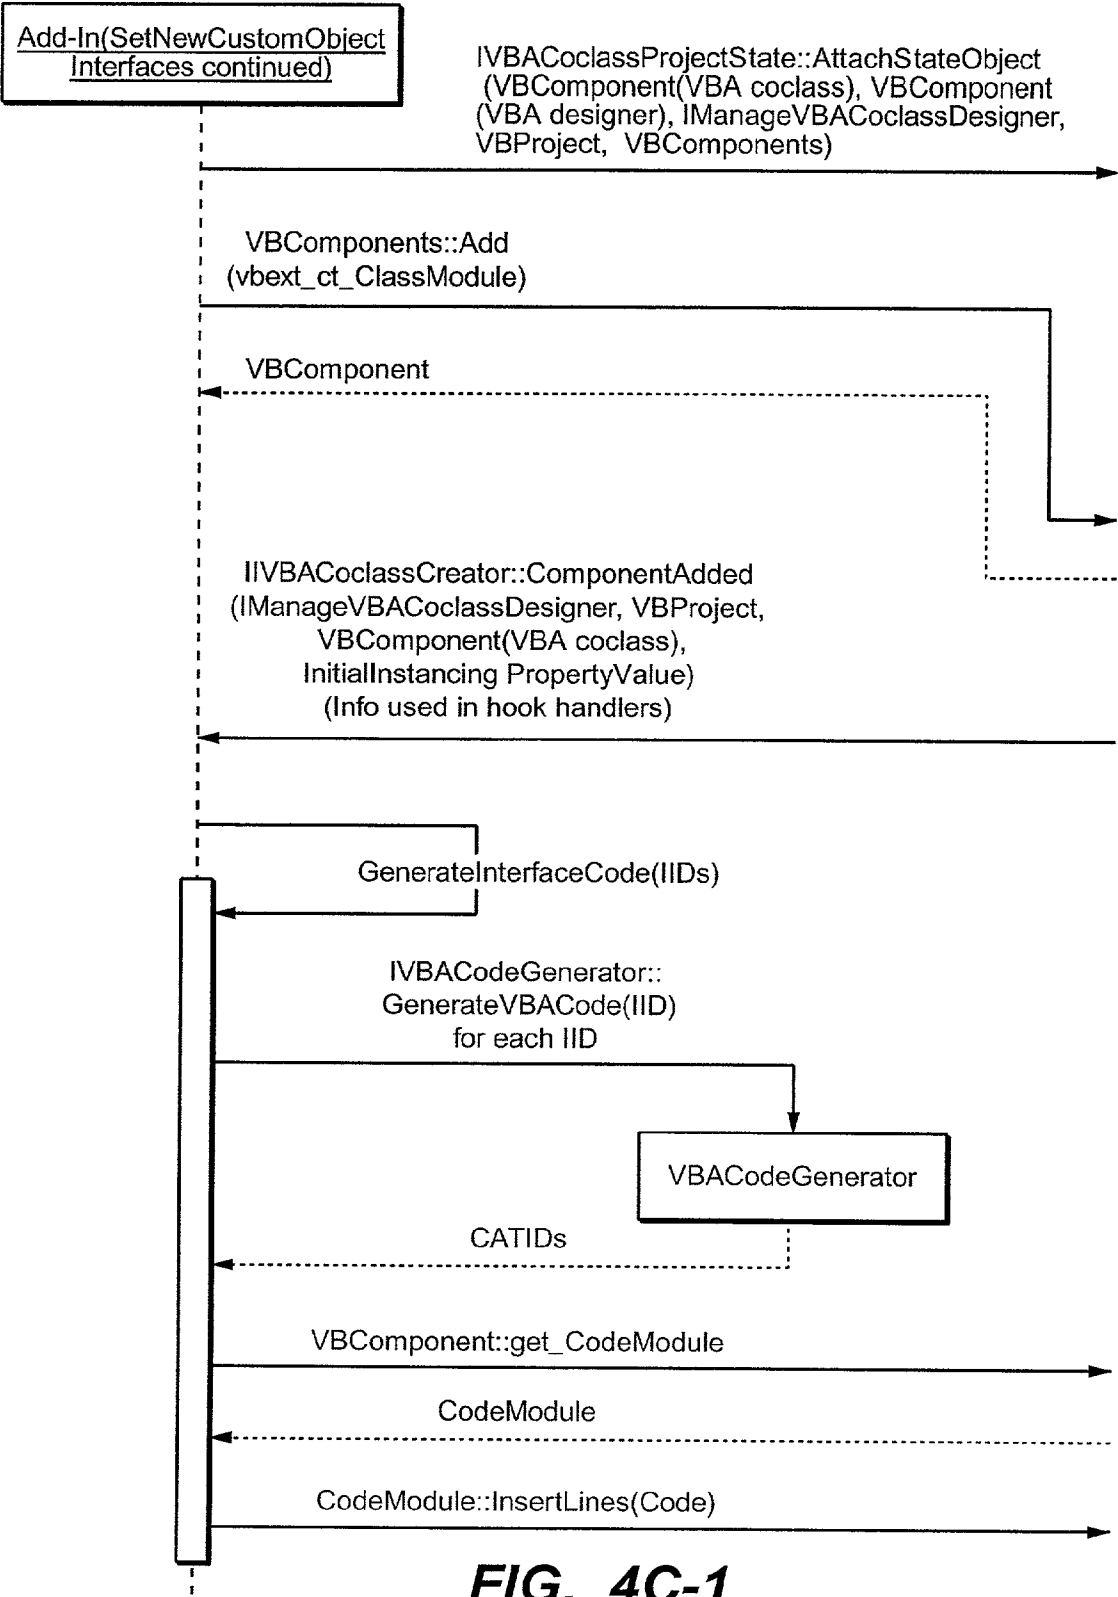 Add-In(SetNewCustomObject
Interfaces continued)
IVBACoclassProjectState::AttachStateObject
(VBComponent(VBA coclass), VBComponent
(VBA designer), IManageVBACoclassDesigner,
VBProject, VBComponents)
VBComponents::Add
(vbext_ct_ClassModule)
VBComponent
IIVBACoclassCreator::ComponentAdded
(IManageVBACoclassDesigner, VBProject,
VBComponent(VBA coclass),
InitialInstancing PropertyValue)
(Info used in hook handlers)
GenerateInterfaceCode(IIDs)
IVBACodeGenerator::
GenerateVBACode(IID)
for each IID
VBACodeGenerator
CATIDs
VBComponent::get_CodeModule
CodeModule
CodeModule::InsertLines(Code)
FIG. 4C-1